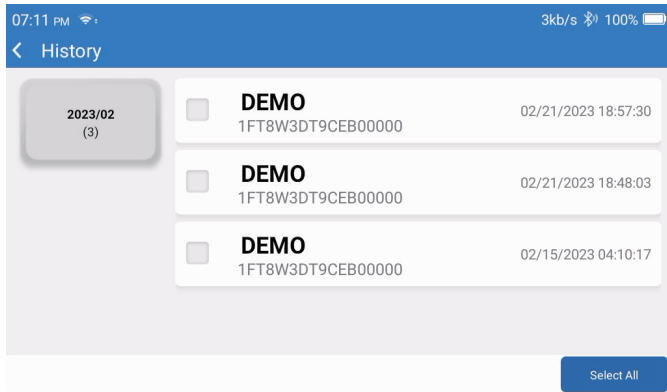 07:11 PM 3kb/s 100%
History
2023/02
(3)
DEMO
1FT8W3DT9CEB00000
02/21/2023 18:57:30
DEMO
1FT8W3DT9CEB00000
02/21/2023 18:48:03
DEMO
1FT8W3DT9CEB00000
02/15/2023 04:10:17
Select All